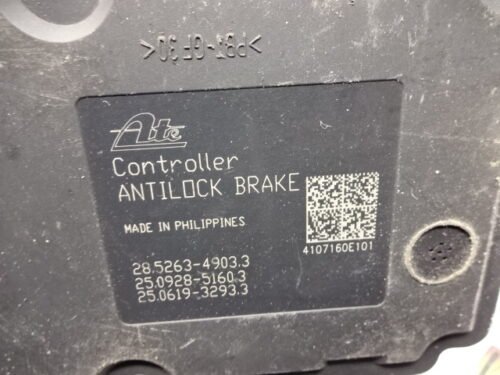 >PBT-GF30<
Ate
Controller
ANTILOCK BRAKE
MADE IN PHILIPPINES
4107160E101
28.5263-4903.3
25.0928-5160.3
25.0619-3293.3